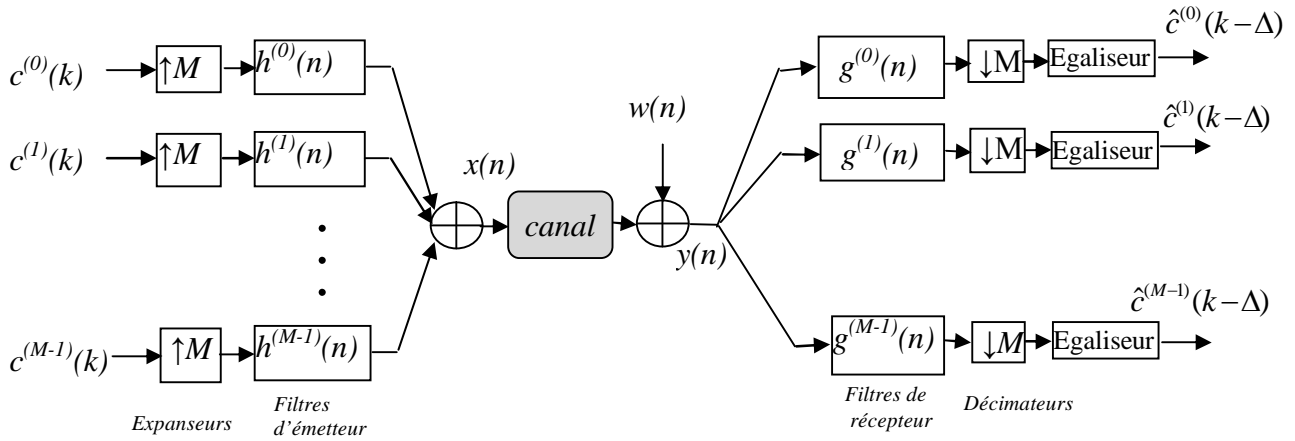 c^{(0)}(k) ↑M h^{(0)}(n) g^{(0)}(n) ↓M Egaliseur ĉ^{(0)}(k−Δ)
c^{(1)}(k) ↑M h^{(1)}(n) g^{(1)}(n) ↓M Egaliseur ĉ^{(1)}(k−Δ)
x(n) canal w(n) y(n)
c^{(M-1)}(k) ↑M h^{(M-1)}(n) g^{(M-1)}(n) ↓M Egaliseur ĉ^{(M−1)}(k−Δ)
Expanseurs
Filtres
d'émetteur
Filtres de
récepteur
Décimateurs